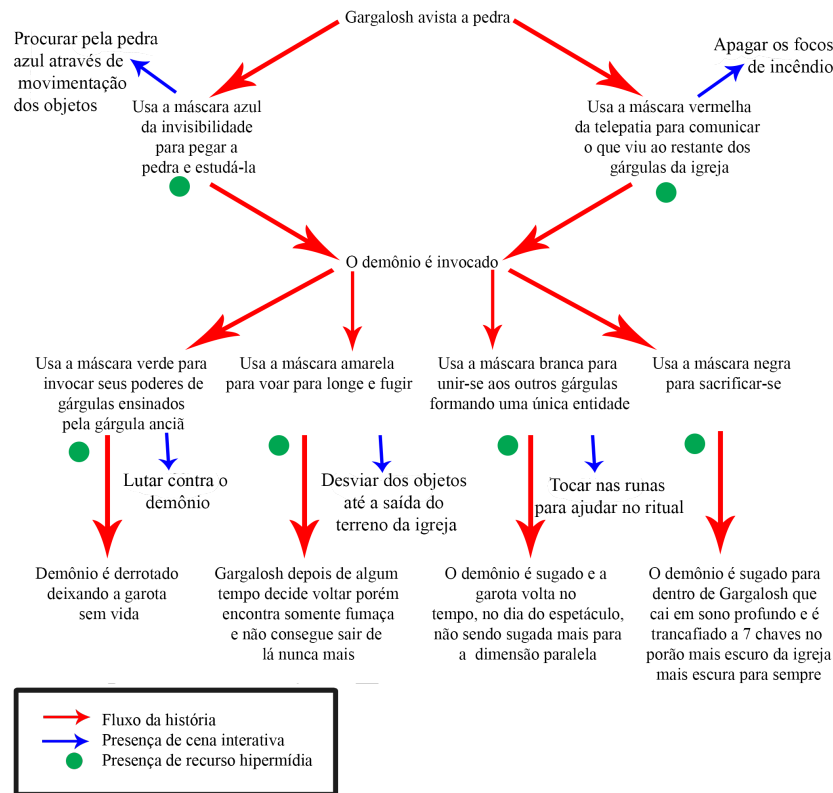 Gargalosh avista a pedra
Procurar pela pedra
azul através de
movimentação
dos objetos
Apagar os focos
de incêndio
Usa a máscara azul
da invisibilidade
para pegar a
pedra e estudá-la
Usa a máscara vermelha
da telepatia para comunicar
o que viu ao restante dos
gárgulas da igreja
O demônio é invocado
Usa a máscara verde para
invocar seus poderes de
gárgulas ensinados
pela gárgula anciã
Usa a máscara amarela
para voar para longe e fugir
Usa a máscara branca para
unir-se aos outros gárgulas
formando uma única entidade
Usa a máscara negra
para sacrificar-se
Lutar contra o
demônio
Desviar dos objetos
até a saída do
terreno da igreja
Tocar nas runas
para ajudar no ritual
Demônio é derrotado
deixando a garota
sem vida
Gargalosh depois de algum
tempo decide voltar porém
encontra somente fumaça
e não consegue sair de
lá nunca mais
O demônio é sugado e a
garota volta no
tempo, no dia do espetáculo,
não sendo sugada mais para
a dimensão paralela
O demônio é sugado para
dentro de Gargalosh que
cai em sono profundo e é
trancafiado a 7 chaves no
porão mais escuro da igreja
mais escura para sempre
Fluxo da história
Presença de cena interativa
Presença de recurso hipermídia